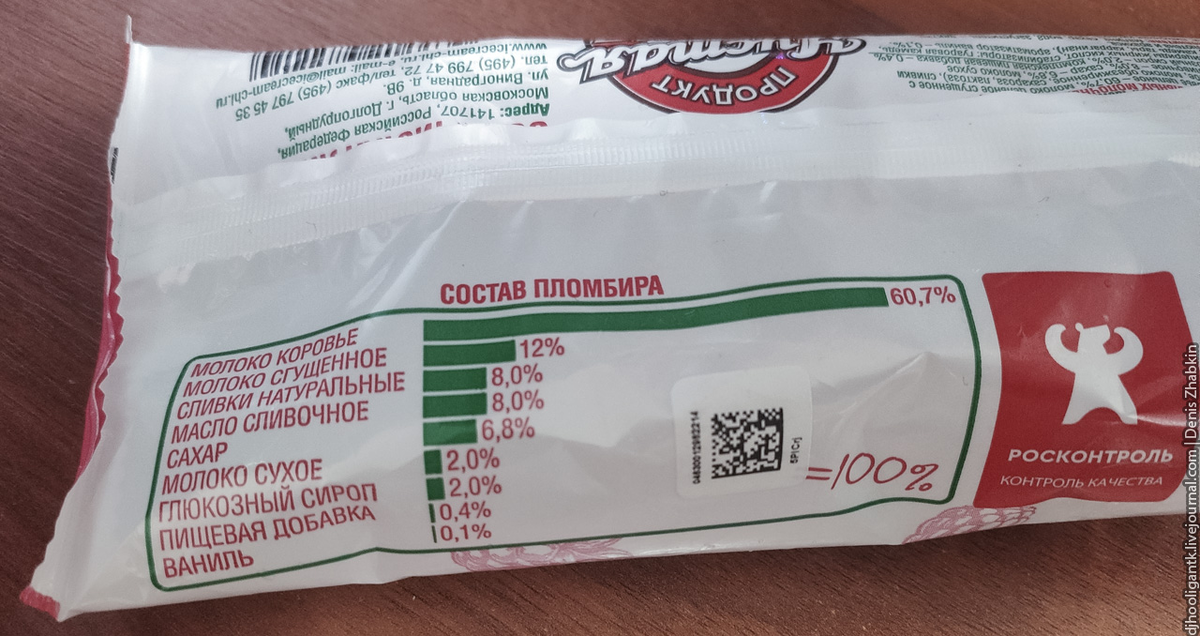 СОСТАВ ПЛОМБИРА
МОЛОКО КОРОВЬЕ 60,7%
МОЛОКО СГУЩЕННОЕ 12%
СЛИВКИ НАТУРАЛЬНЫЕ 8,0%
МАСЛО СЛИВОЧНОЕ 8,0%
САХАР 6,8%
МОЛОКО СУХОЕ 2,0%
ГЛЮКОЗНЫЙ СИРОП 2,0%
ПИЩЕВАЯ ДОБАВКА 0,4%
ВАНИЛЬ 0,1%
=100%
РОСКОНТРОЛЬ
КОНТРОЛЬ КАЧЕСТВА
Чистая
ПРОДУКТ
Адрес: 141707, Российская Федерация,
Московская область, г. Долгопрудный,
ул. Виноградная, д. 9В.
Тел. (495) 799 47 72, тел/факс (495) 797 45 35
www.icecream-chl.ru, e-mail: mail@icecream-chl.ru
djhooligantk.livejournal.com | Denis Zhabkin